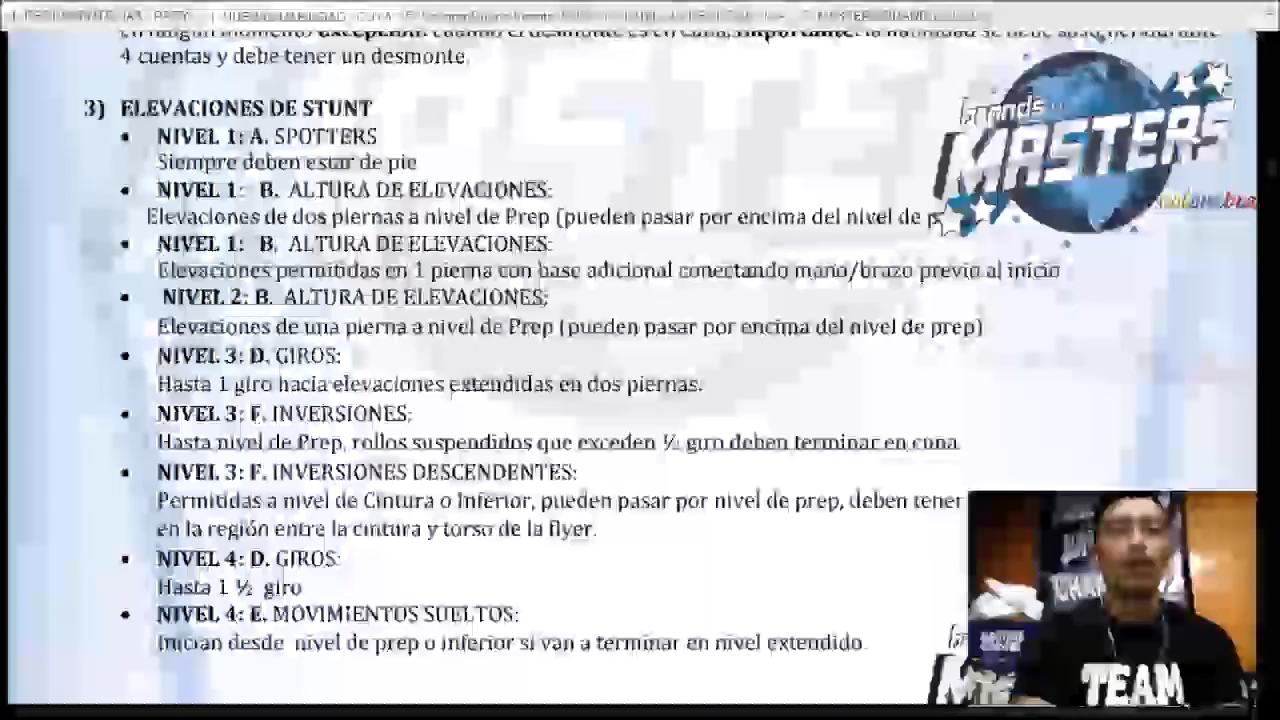 4 cuentas y debe tener un desmonte.
3) ELEVACIONES DE STUNT
• NIVEL 1: A. SPOTTERS
Siempre deben estar de pie
• NIVEL 1: B. ALTURA DE ELEVACIONES:
Elevaciones de dos piernas a nivel de Prep (pueden pasar por encima del nivel de p
• NIVEL 1: B. ALTURA DE ELEVACIONES:
Elevaciones permitidas en 1 pierna con base adicional conectando mano/brazo previo al inicio
• NIVEL 2: B. ALTURA DE ELEVACIONES:
Elevaciones de una pierna a nivel de Prep (pueden pasar por encima del nivel de prep)
• NIVEL 3: D. GIROS:
Hasta 1 giro hacia elevaciones extendidas en dos piernas.
• NIVEL 3: F. INVERSIONES:
Hasta nivel de Prep, rollos suspendidos que exceden ½ giro deben terminar en cuna
• NIVEL 3: F. INVERSIONES DESCENDENTES:
Permitidas a nivel de Cintura o Inferior, pueden pasar por nivel de prep, deben tener
en la región entre la cintura y torso de la flyer.
• NIVEL 4: D. GIROS:
Hasta 1 ½ giro
• NIVEL 4: E. MOVIMIENTOS SUELTOS:
Inician desde nivel de prep o inferior si van a terminar en nivel extendido.
Legends
MASTERS
TEAM